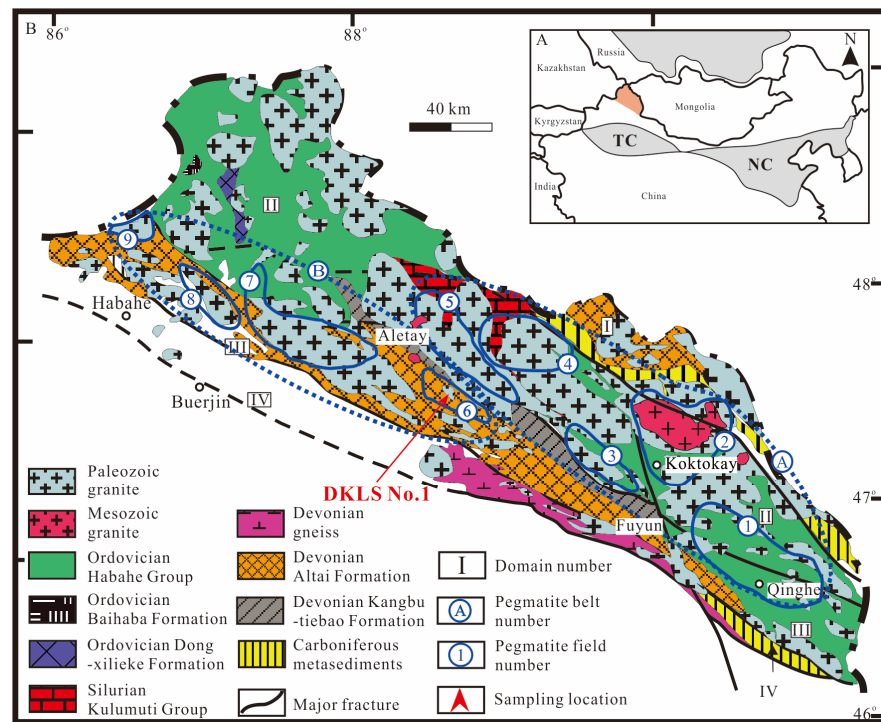 B
86°
88
A
N
Russia
Kazakhstan
Mongolia
Kyrgyzstan
TC
NC
India
China
40 km
II
9
B
7
8
5
48°
Habahe
Aletay
I
III
4
Buerjin
IV
6
2
3
A
Koktokay
DKLS No.1
47°
Fuyun
1
II
Qinghe
III
IV
46°
Paleozoic
granite
Mesozoic
granite
Ordovician
Habahe Group
Ordovician
Baihaba Formation
Ordovician Dong
-xilieke Formation
Silurian
Kulumuti Group
Devonian
gneiss
Devonian
Altai Formation
Devonian Kangbu
-tiebao Formation
Carboniferous
metasediments
Major fracture
I
Domain number
A
Pegmatite belt
number
1
Pegmatite field
number
Sampling location